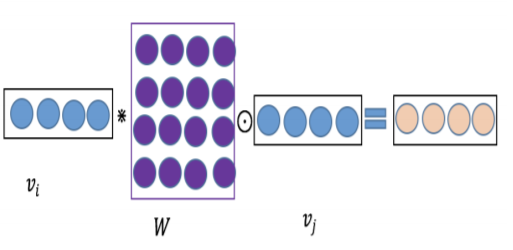 * ⊙ =
v_i W v_j